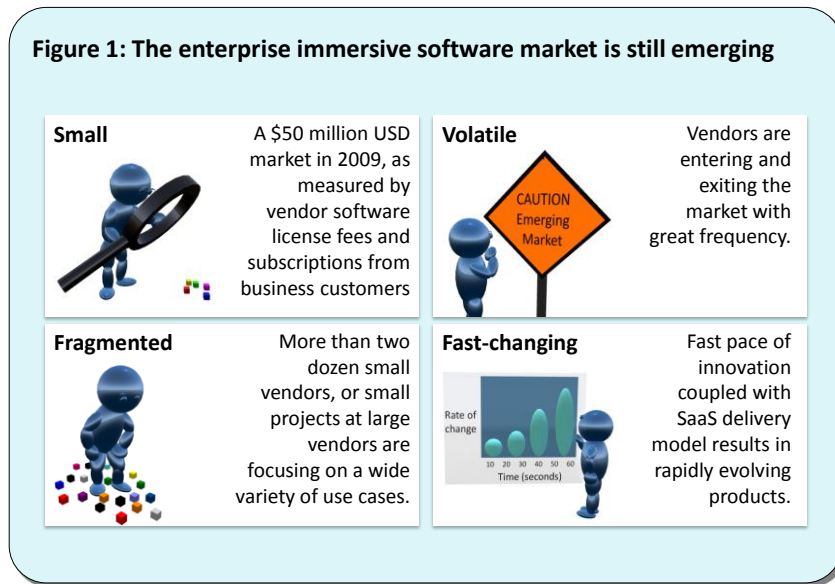 Figure 1: The enterprise immersive software market is still emerging
Small
A $50 million USD
market in 2009, as
measured by
vendor software
license fees and
subscriptions from
business customers
Volatile
CAUTION
Emerging
Market
Vendors are
entering and
exiting the
market with
great frequency.
Fragmented
More than two
dozen small
vendors, or small
projects at large
vendors are
focusing on a wide
variety of use cases.
Fast-changing
Rate of
change
10 20 30 40 50 60
Time (seconds)
Fast pace of
innovation
coupled with
SaaS delivery
model results in
rapidly evolving
products.